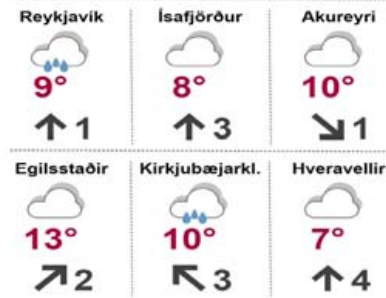 Reykjavík Ísafjörður Akureyri
9° 8° 10°
1 3 1
Egilsstaðir Kirkjubæjarkl. Hveravellir
13° 10° 7°
2 3 4